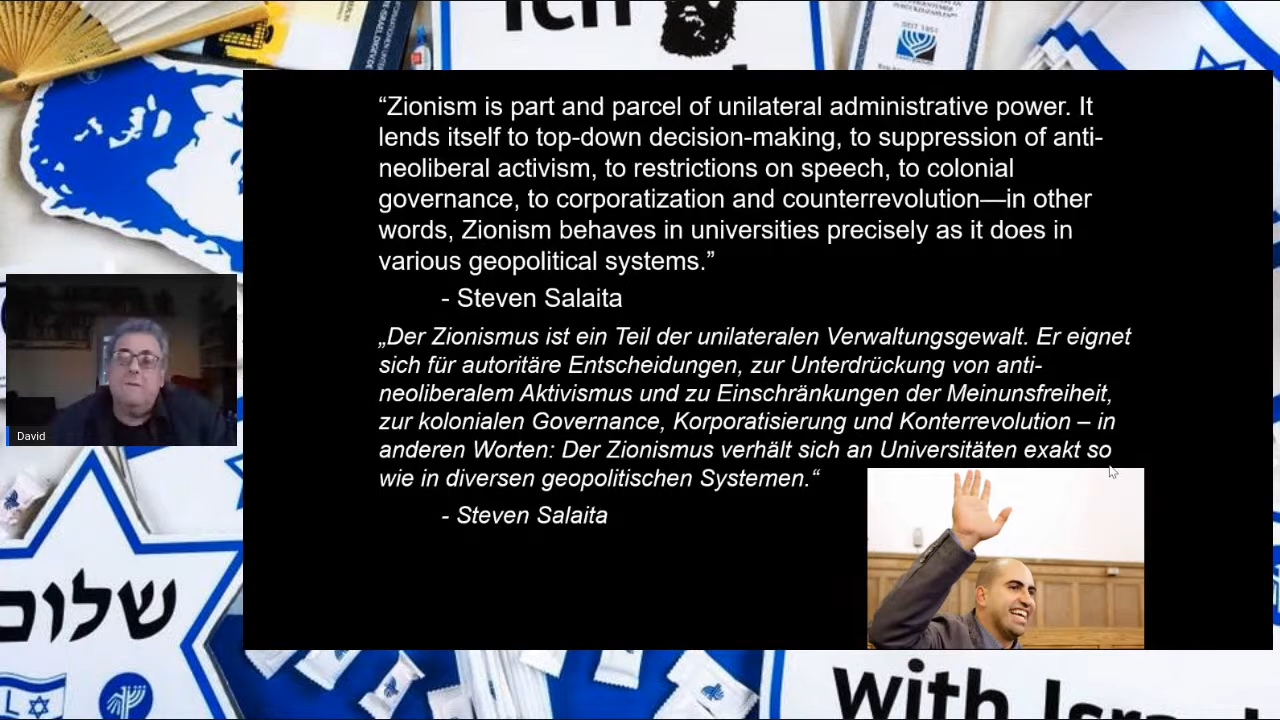 ich
SEIT 1951
“Zionism is part and parcel of unilateral administrative power. It
lends itself to top-down decision-making, to suppression of anti-
neoliberal activism, to restrictions on speech, to colonial
governance, to corporatization and counterrevolution—in other
words, Zionism behaves in universities precisely as it does in
various geopolitical systems.”
- Steven Salaita
„Der Zionismus ist ein Teil der unilateralen Verwaltungsgewalt. Er eignet
sich für autoritäre Entscheidungen, zur Unterdrückung von anti-
neoliberalem Aktivismus und zu Einschränkungen der Meinunsfreiheit,
zur kolonialen Governance, Korporatisierung und Konterrevolution – in
anderen Worten: Der Zionismus verhält sich an Universitäten exakt so
wie in diversen geopolitischen Systemen.“
- Steven Salaita
David
שלום
with